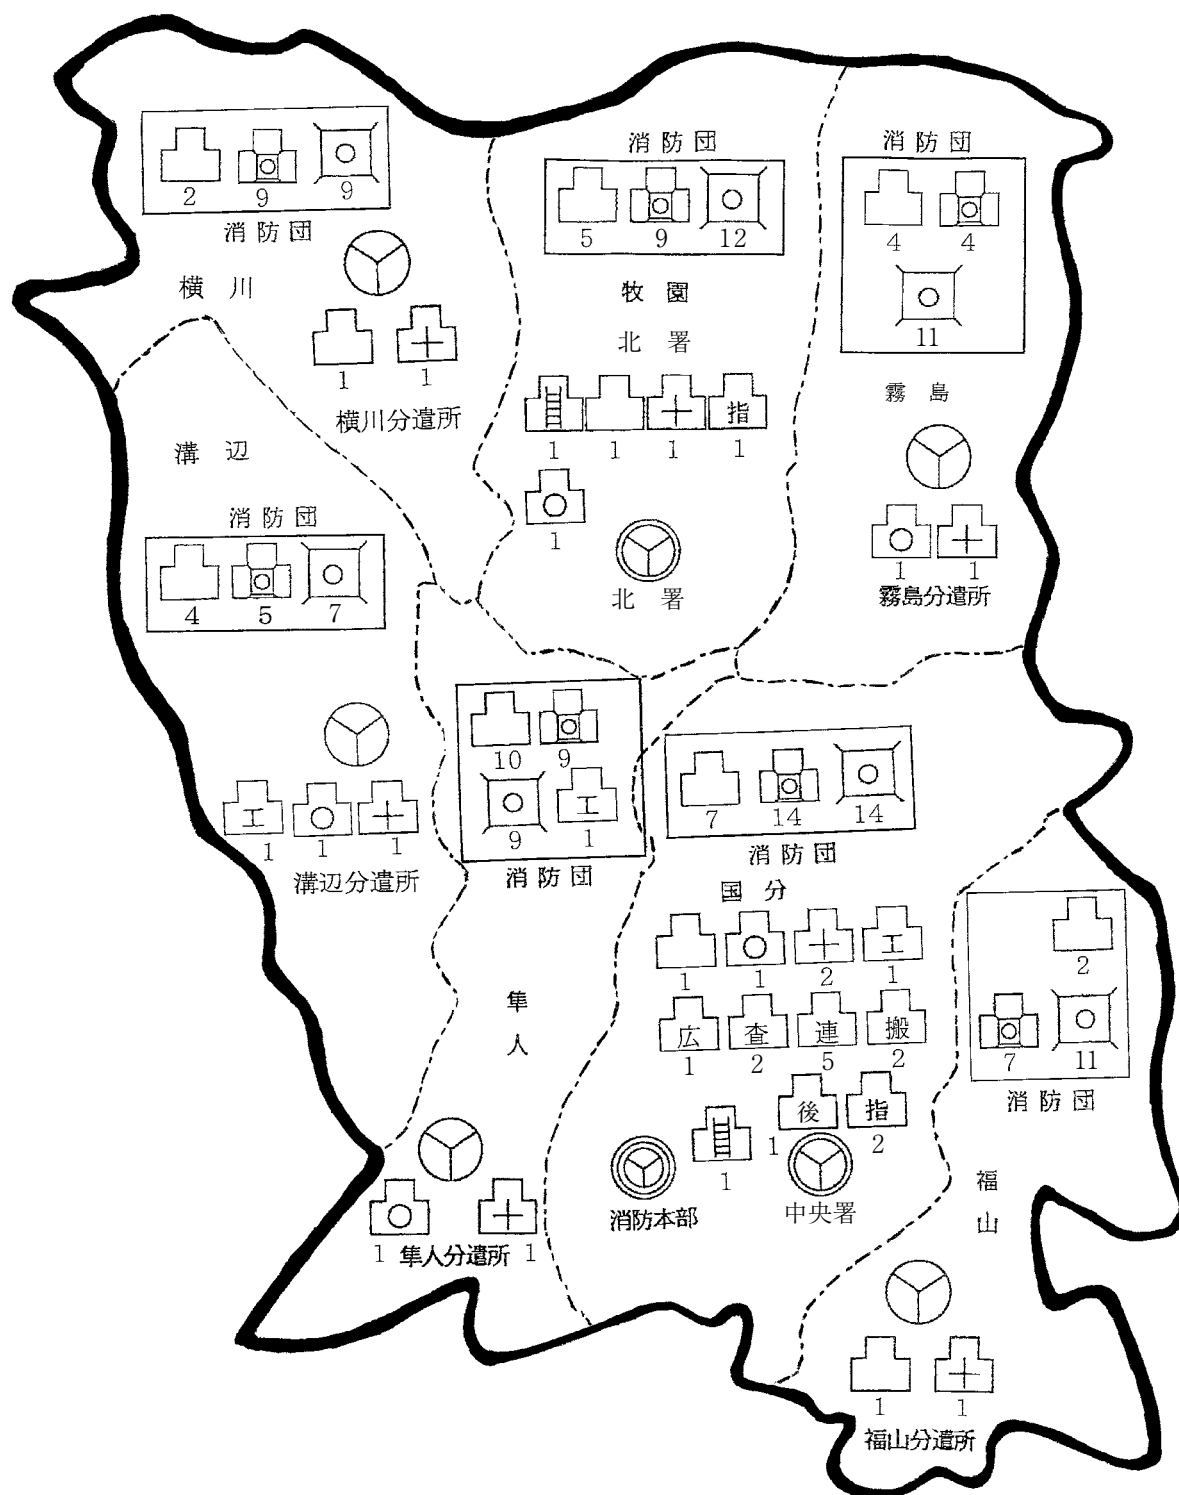 2 9 9
消防団
横川
1 1
横川分遣所
消防団
5 9 12
牧園
北署
指
1 1 1 1
1
北署
消防団
4 4
11
霧島
1 1
霧島分遣所
溝辺
消防団
4 5 7
工
1 1 1
溝辺分遣所
10 9
工
9 1
消防団
隼人
1 隼人分遣所 1
7 14 14
消防団
国分
工
1 1 2 1
広 査 連 搬
1 2 5 2
後 指
1 2
1
消防本部
中央署
2
7 11
消防団
福山
1 1
福山分遣所